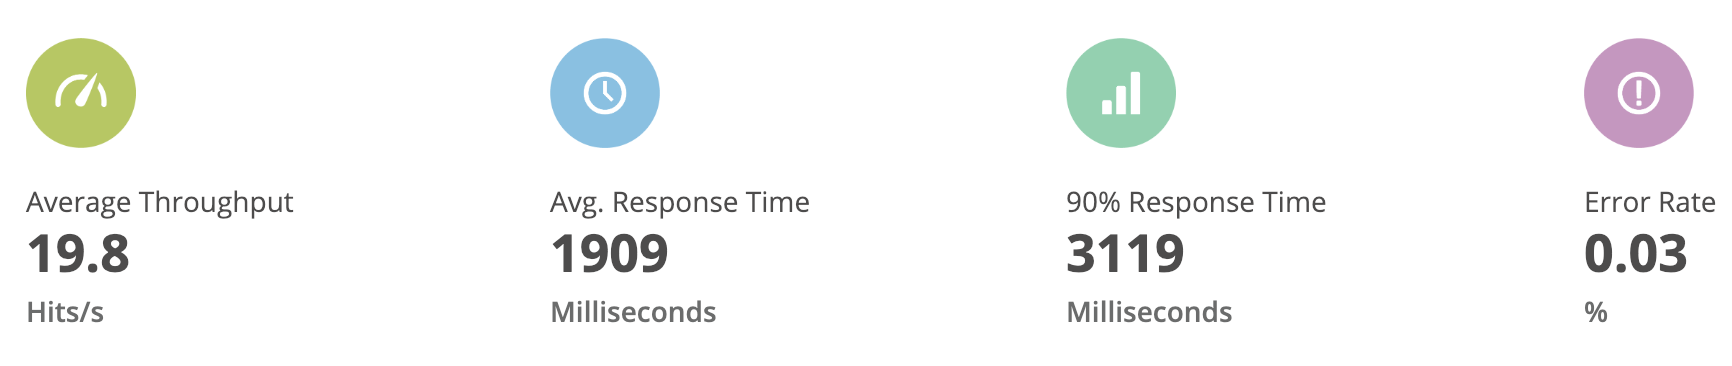 Average Throughput
19.8
Hits/s
Avg. Response Time
1909
Milliseconds
90% Response Time
3119
Milliseconds
Error Rate
0.03
%